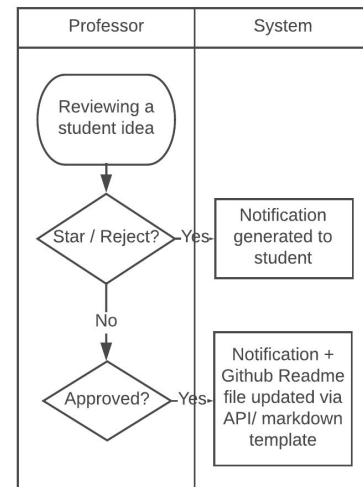 Professor
System
Reviewing a
student idea
Star / Reject?
Yes
Notification
generated to
student
No
Approved?
Yes
Notification +
Github Readme
file updated via
API/ markdown
template